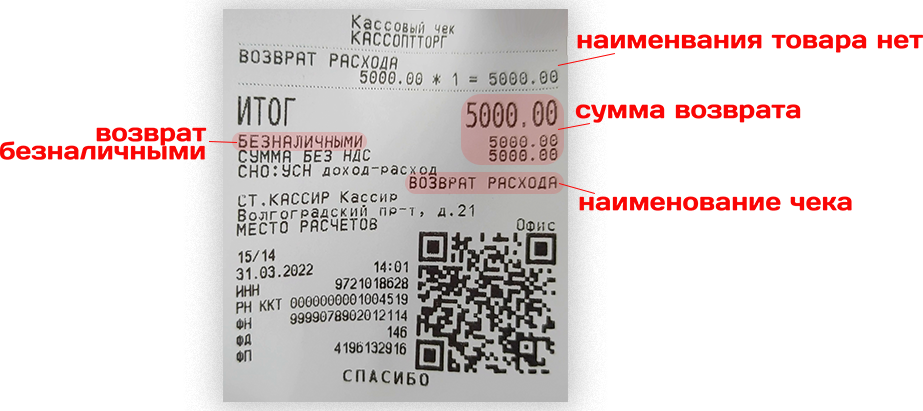 Кассовый чек
КАССОПТТОРГ
ВОЗВРАТ РАСХОДА
5000.00 * 1 = 5000.00
наименвания товара нет
ИТОГ 5000.00
сумма возврата
возврат
безналичными
БЕЗНАЛИЧНЫМИ 5000.00
СУММА БЕЗ НДС 5000.00
СНО:УСН доход-расход
ВОЗВРАТ РАСХОДА
наименование чека
СТ.КАССИР Кассир
Волгоградский пр-т, д.21
МЕСТО РАСЧЕТОВ Офис
15/14
31.03.2022 14:01
ИНН 9721018628
РН ККТ 0000000001004519
ФН 9999078902012114
ФД 146
ФП 4196132916
СПАСИБО